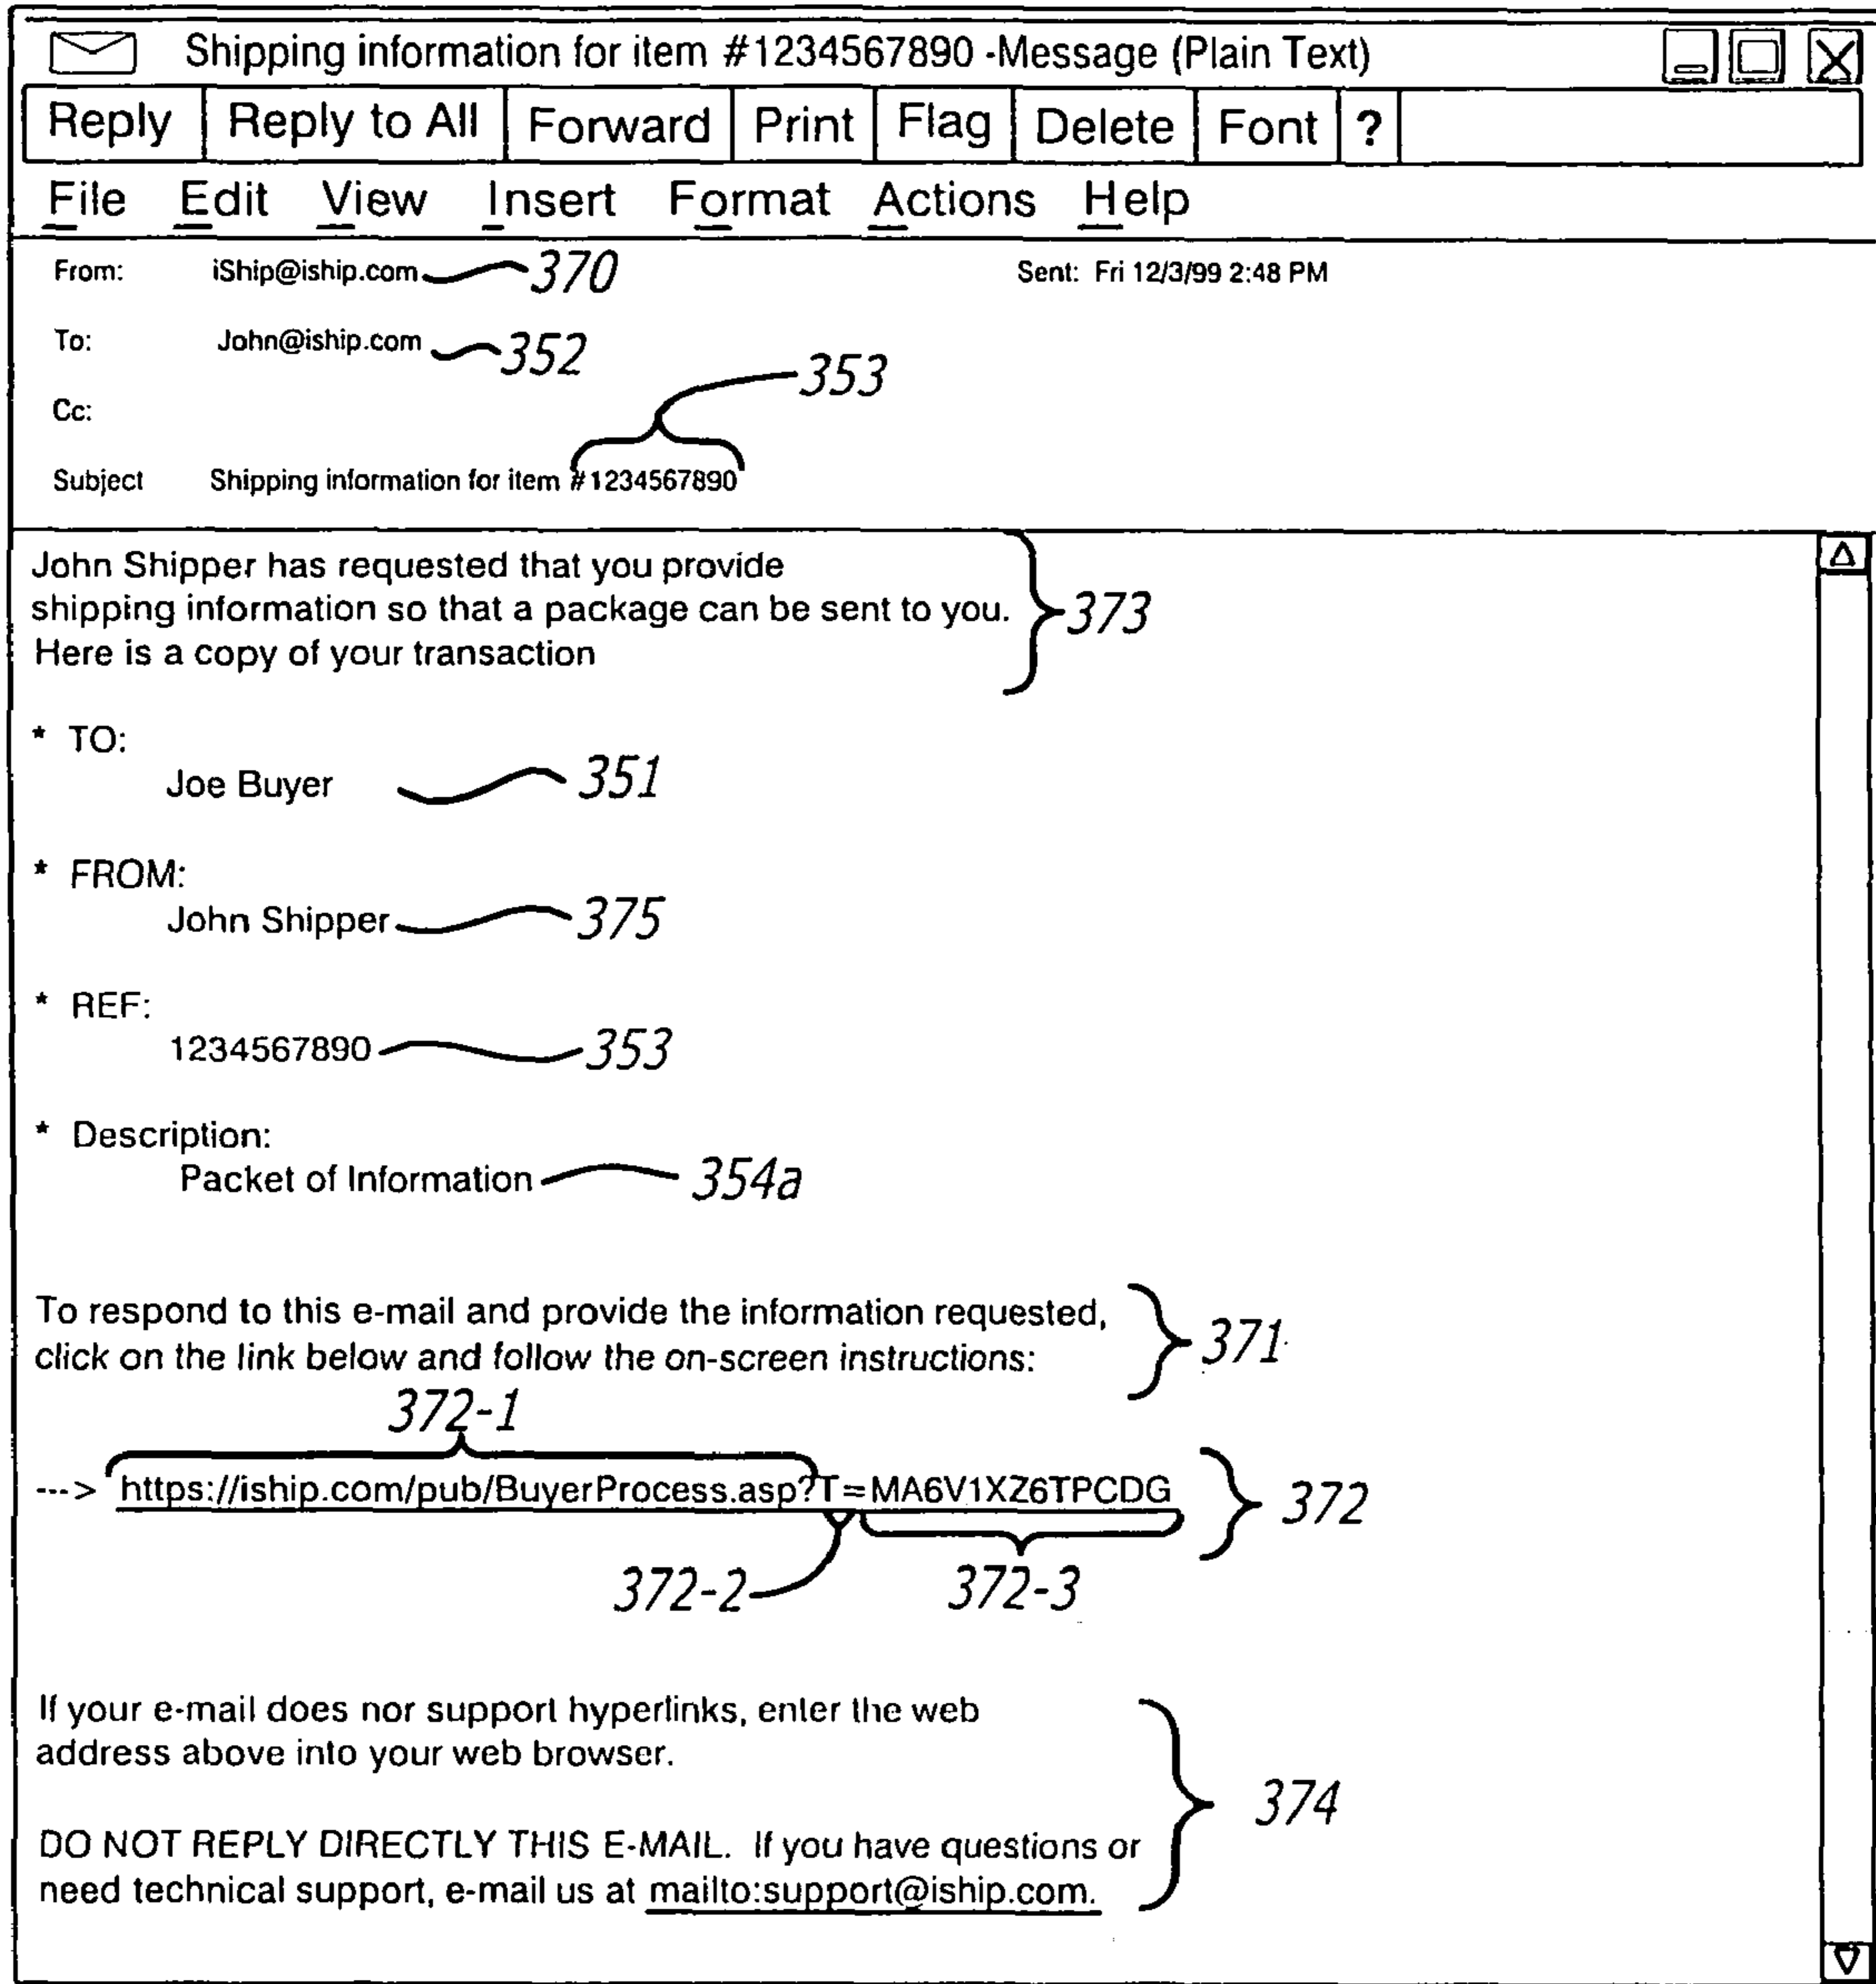 Shipping information for item #1234567890 -Message (Plain Text)
Reply Reply to All Forward Print Flag Delete Font ?
File Edit View Insert Format Actions Help
From: iShip@iship.com 370 Sent: Fri 12/3/99 2:48 PM
To: John@iship.com 352
353
Cc:
Subject Shipping information for item #1234567890
John Shipper has requested that you provide
shipping information so that a package can be sent to you. 373
Here is a copy of your transaction
* TO:
Joe Buyer 351
* FROM:
John Shipper 375
* REF:
1234567890 353
* Description:
Packet of Information 354a
To respond to this e-mail and provide the information requested,
click on the link below and follow the on-screen instructions: 371
372-1
---> https://iship.com/pub/BuyerProcess.asp?T=MA6V1XZ6TPCDG 372
372-2 372-3
If your e-mail does nor support hyperlinks, enter the web
address above into your web browser.
374
DO NOT REPLY DIRECTLY THIS E-MAIL. If you have questions or
need technical support, e-mail us at mailto:support@iship.com.